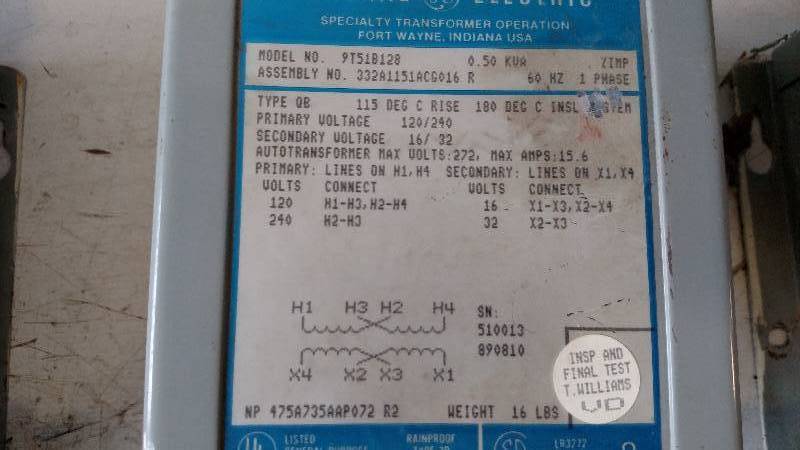 ELECTRIC
SPECIALTY TRANSFORMER OPERATION
FORT WAYNE, INDIANA USA
MODEL NO. 9T51B128 0.50 KVA %IMP
ASSEMBLY NO. 332A1151ACG016 R 60 HZ 1 PHASE
TYPE QB 115 DEG C RISE 180 DEG C INSL
PRIMARY VOLTAGE 120/240
SECONDARY VOLTAGE 16/ 32
AUTOTRANSFORMER MAX VOLTS:272, MAX AMPS:15.6
PRIMARY: LINES ON H1,H4 SECONDARY: LINES ON X1,X4
VOLTS CONNECT VOLTS CONNECT
120 H1-H3,H2-H4 16 X1-X3,X2-X4
240 H2-H3 32 X2-X3
H1 H3 H2 H4 SN:
510013
890810
X4 X2 X3 X1
INSP AND
FINAL TEST
T.WILLIAMS
NP 475A735AAP072 R2 WEIGHT 16 LBS
UL LISTED RAINPROOF
LR3272